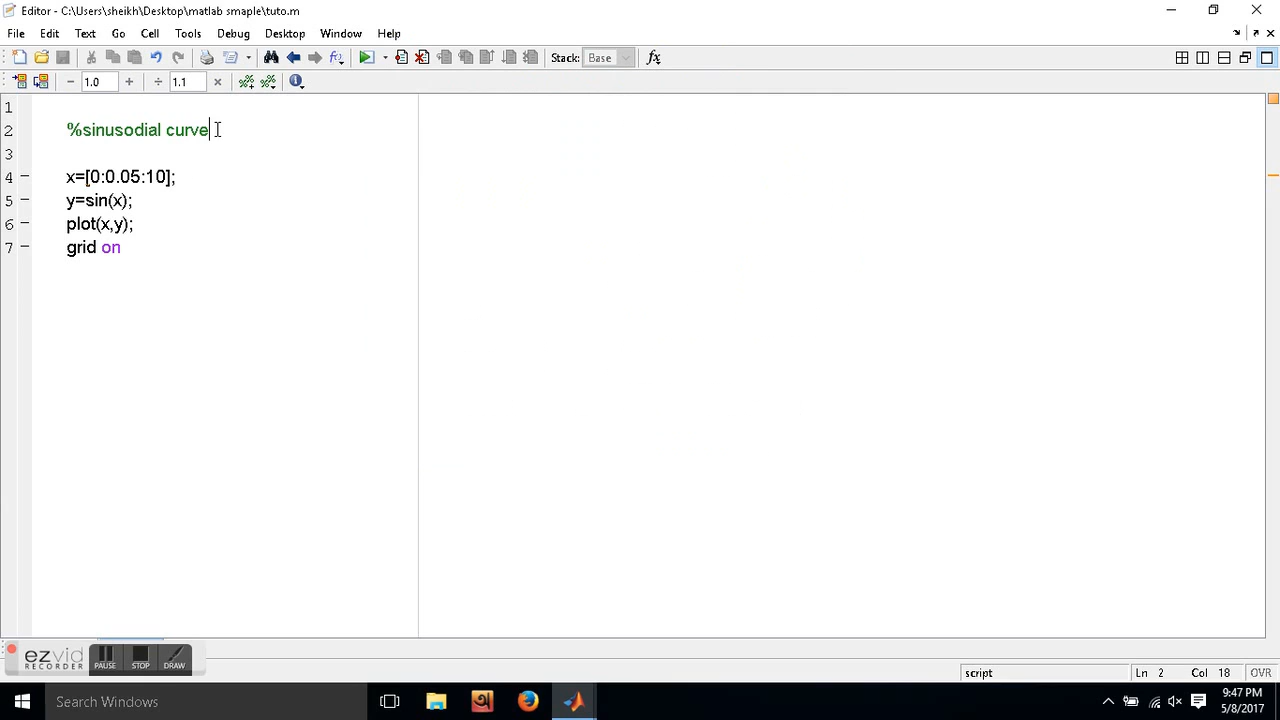 Editor - C:\Users\sheikh\Desktop\matlab smaple\tuto.m
File Edit Text Go Cell Tools Debug Desktop Window Help
Stack: Base fx
− 1.0 + ÷ 1.1 ×
1
2 %sinusodial curve
3
4 – x=[0:0.05:10];
5 – y=sin(x);
6 – plot(x,y);
7 – grid on
ezvid RECORDER PAUSE STOP DRAW
script Ln 2 Col 18 OVR
Search Windows
9:47 PM
5/8/2017